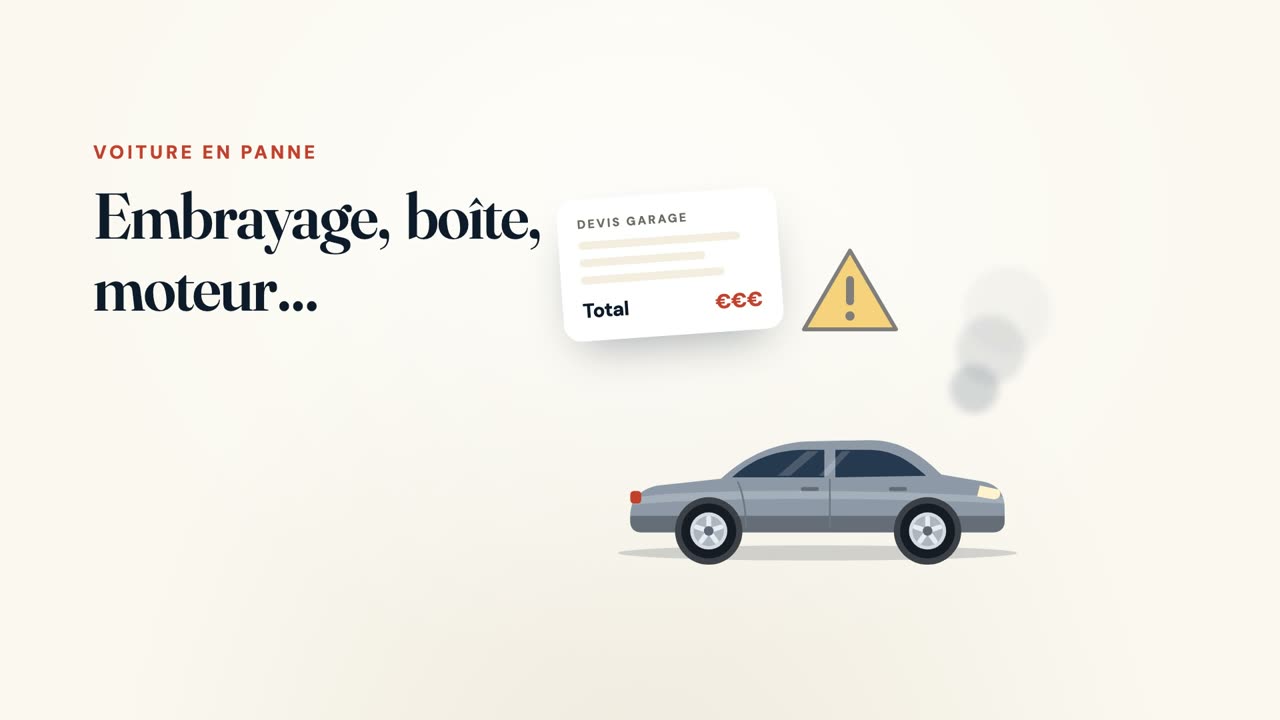 VOITURE EN PANNE
Embrayage, boîte,
moteur...
DEVIS GARAGE
Total €€€